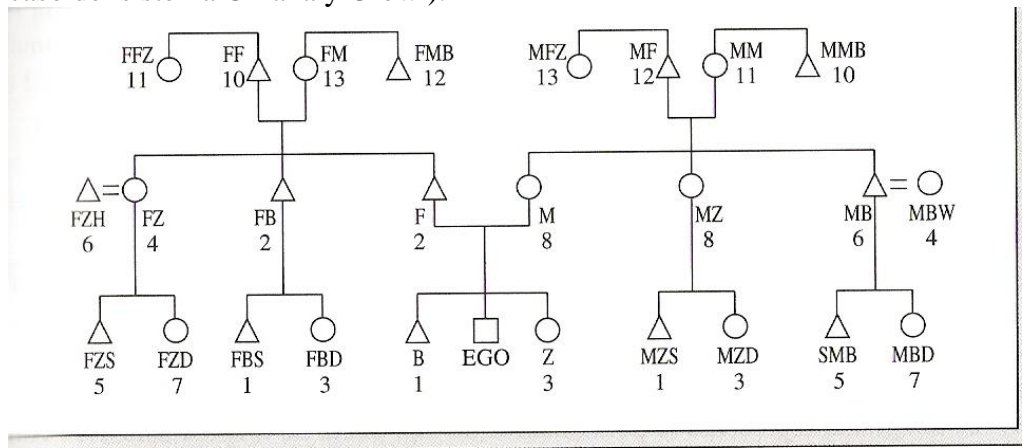 FFZ FF FM FMB MFZ MF MM MMB
11 10 13 12 13 12 11 10
FZH FZ FB F M MZ MB MBW
6 4 2 2 8 8 6 4
FZS FZD FBS FBD B EGO Z MZS MZD SMB MBD
5 7 1 3 1 3 1 3 5 7